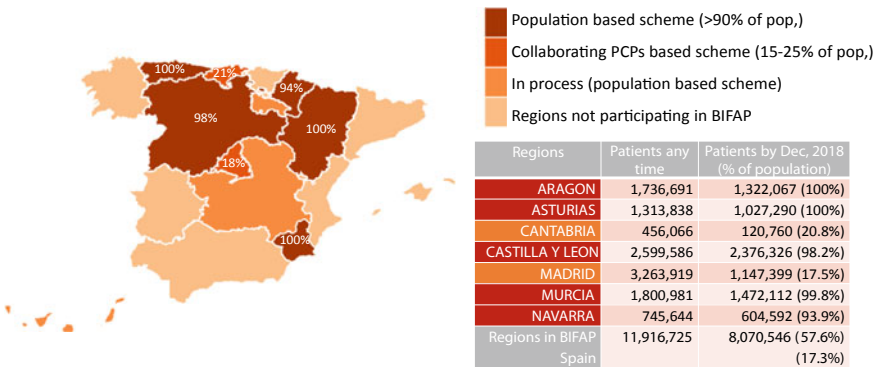 Population based scheme (>90% of pop,)
Collaborating PCPs based scheme (15-25% of pop,)
In process (population based scheme)
Regions not participating in BIFAP
100%
21%
94%
98%
100%
18%
100%
Regions Patients any time Patients by Dec, 2018 (% of population)
ARAGON 1,736,691 1,322,067 (100%)
ASTURIAS 1,313,838 1,027,290 (100%)
CANTABRIA 456,066 120,760 (20.8%)
CASTILLA Y LEON 2,599,586 2,376,326 (98.2%)
MADRID 3,263,919 1,147,399 (17.5%)
MURCIA 1,800,981 1,472,112 (99.8%)
NAVARRA 745,644 604,592 (93.9%)
Regions in BIFAP 11,916,725 8,070,546 (57.6%)
Spain (17.3%)